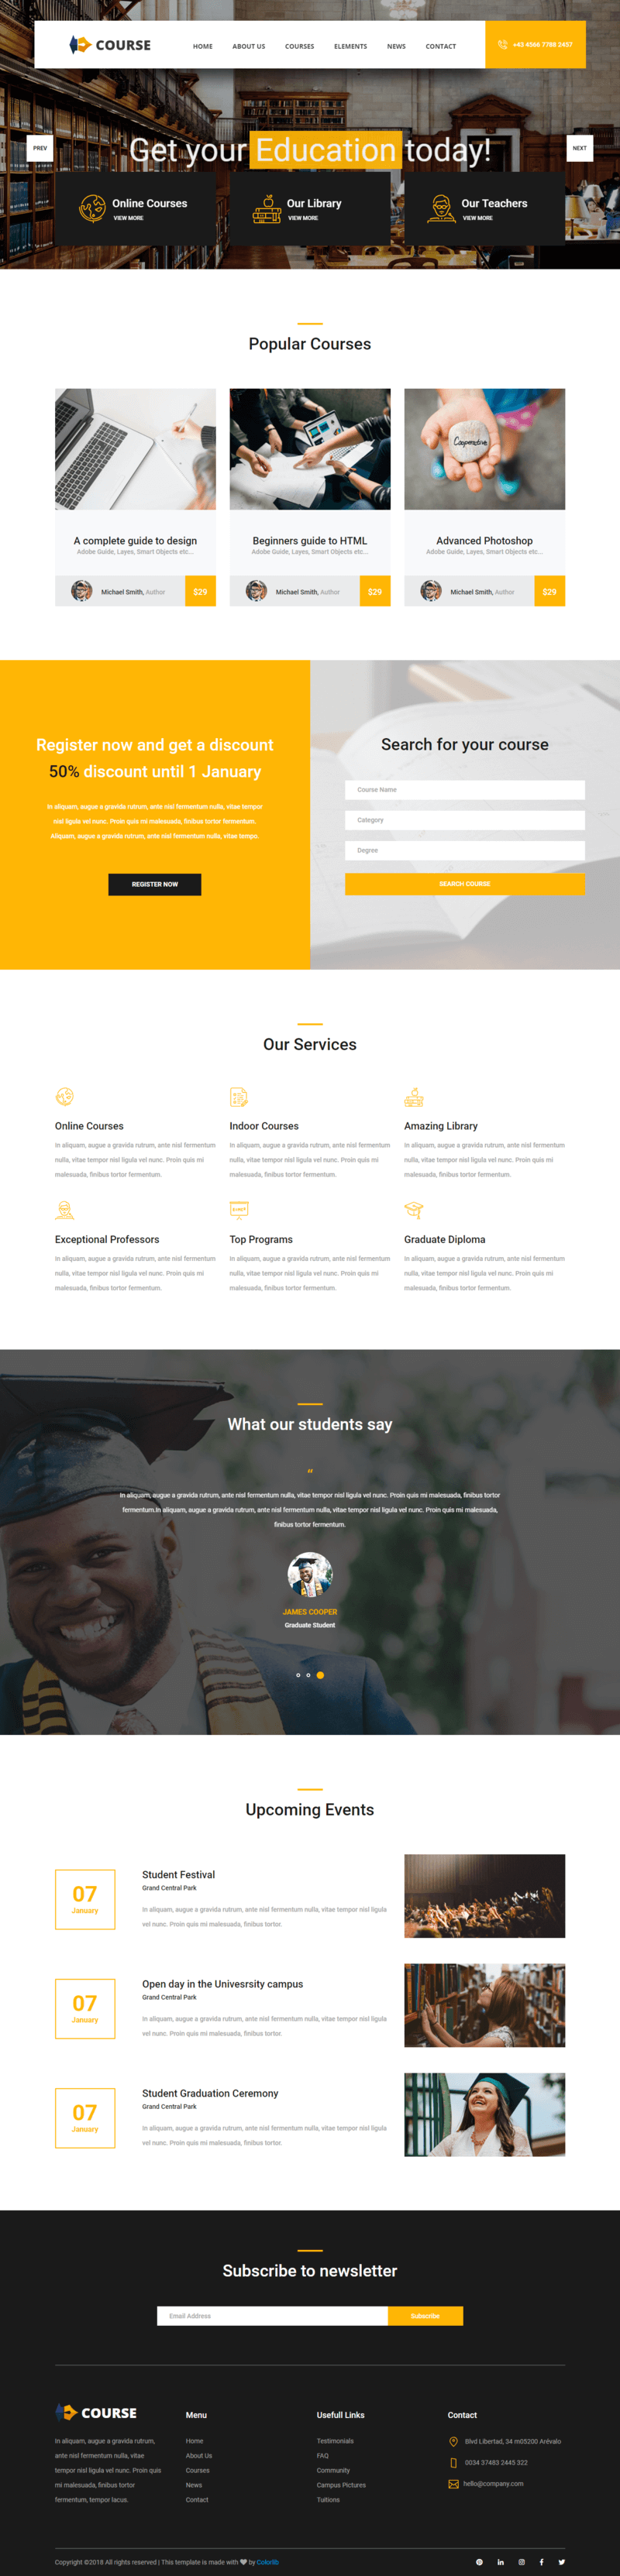 COURSE
HOME ABOUT US COURSES ELEMENTS NEWS CONTACT
+43 4566 7788 2457
PREV
Get your Education today!
NEXT
Online Courses
VIEW MORE
Our Library
VIEW MORE
Our Teachers
VIEW MORE
Popular Courses
Cooperative
A complete guide to design
Adobe Guide, Layes, Smart Objects etc...
Michael Smith, Author
$29
Beginners guide to HTML
Adobe Guide, Layes, Smart Objects etc...
Michael Smith, Author
$29
Advanced Photoshop
Adobe Guide, Layes, Smart Objects etc...
Michael Smith, Author
$29
Register now and get a discount
50% discount until 1 January
In aliquam, augue a gravida rutrum, ante nisl fermentum nulla, vitae tempor
nisl ligula vel nunc. Proin quis mi malesuada, finibus tortor fermentum.
Aliquam, augue a gravida rutrum, ante nisl fermentum nulla, vitae tempo.
REGISTER NOW
Search for your course
Course Name
Category
Degree
SEARCH COURSE
Our Services
Online Courses
In aliquam, augue a gravida rutrum, ante nisl fermentum
nulla, vitae tempor nisl ligula vel nunc. Proin quis mi
malesuada, finibus tortor fermentum.
Indoor Courses
In aliquam, augue a gravida rutrum, ante nisl fermentum
nulla, vitae tempor nisl ligula vel nunc. Proin quis mi
malesuada, finibus tortor fermentum.
Amazing Library
In aliquam, augue a gravida rutrum, ante nisl fermentum
nulla, vitae tempor nisl ligula vel nunc. Proin quis mi
malesuada, finibus tortor fermentum.
Exceptional Professors
In aliquam, augue a gravida rutrum, ante nisl fermentum
nulla, vitae tempor nisl ligula vel nunc. Proin quis mi
malesuada, finibus tortor fermentum.
Top Programs
In aliquam, augue a gravida rutrum, ante nisl fermentum
nulla, vitae tempor nisl ligula vel nunc. Proin quis mi
malesuada, finibus tortor fermentum.
Graduate Diploma
In aliquam, augue a gravida rutrum, ante nisl fermentum
nulla, vitae tempor nisl ligula vel nunc. Proin quis mi
malesuada, finibus tortor fermentum.
What our students say
“
In aliquam, augue a gravida rutrum, ante nisl fermentum nulla, vitae tempor nisl ligula vel nunc. Proin quis mi malesuada, finibus tortor
fermentum.In aliquam, augue a gravida rutrum, ante nisl fermentum nulla, vitae tempor nisl ligula vel nunc. Proin quis mi malesuada,
finibus tortor fermentum.
JAMES COOPER
Graduate Student
Upcoming Events
07
January
Student Festival
Grand Central Park
In aliquam, augue a gravida rutrum, ante nisl fermentum nulla, vitae tempor nisl ligula
vel nunc. Proin quis mi malesuada, finibus tortor.
07
January
Open day in the Univesrsity campus
Grand Central Park
In aliquam, augue a gravida rutrum, ante nisl fermentum nulla, vitae tempor nisl ligula
vel nunc. Proin quis mi malesuada, finibus tortor.
07
January
Student Graduation Ceremony
Grand Central Park
In aliquam, augue a gravida rutrum, ante nisl fermentum nulla, vitae tempor nisl ligula
vel nunc. Proin quis mi malesuada, finibus tortor.
Subscribe to newsletter
Email Address
Subscribe
COURSE
In aliquam, augue a gravida rutrum,
ante nisl fermentum nulla, vitae
tempor nisl ligula vel nunc. Proin quis
mi malesuada, finibus tortor
fermentum, tempor lacus.
Menu
Home
About Us
Courses
News
Contact
Usefull Links
Testimonials
FAQ
Community
Campus Pictures
Tuitions
Contact
Blvd Libertad, 34 m05200 Arévalo
0034 37483 2445 322
hello@company.com
Copyright ©2018 All rights reserved | This template is made with ♥ by Colorlib